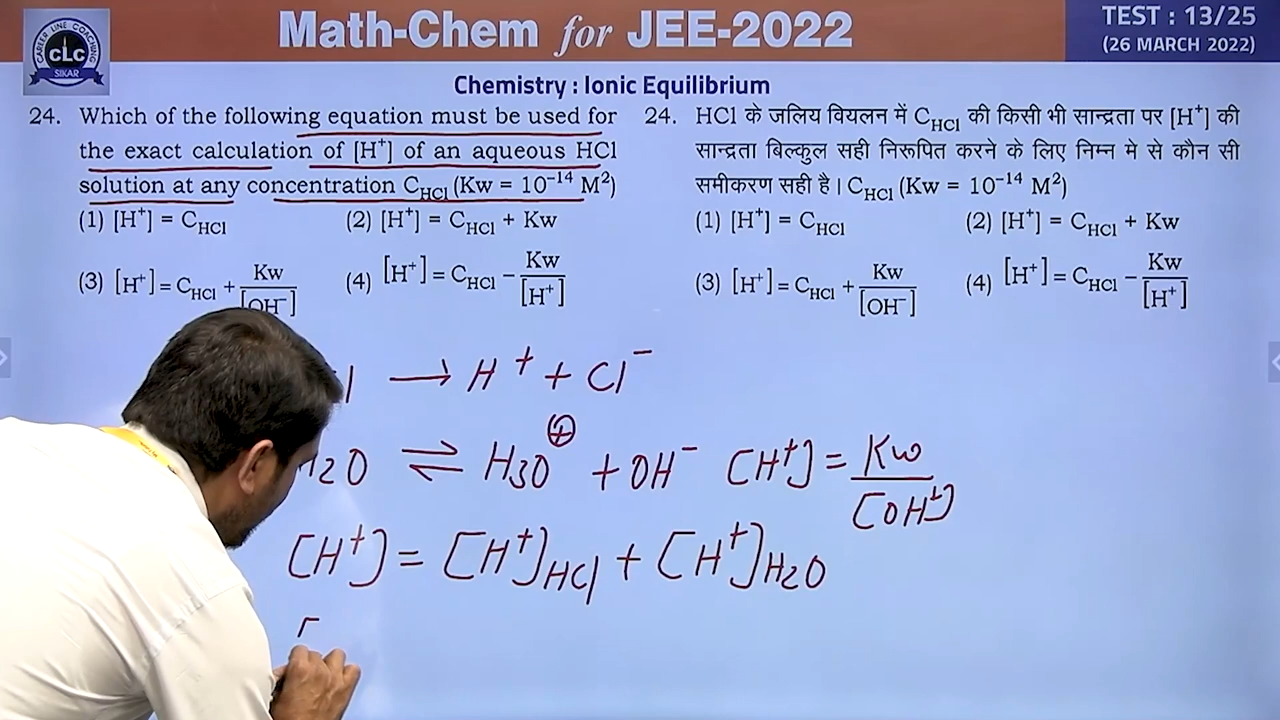 CAREER LINE COACHING
CLC
SIKAR
Math-Chem for JEE-2022
TEST : 13/25
(26 MARCH 2022)
Chemistry : Ionic Equilibrium
24. Which of the following equation must be used for
the exact calculation of [H⁺] of an aqueous HCl
solution at any concentration C_HCl (Kw = 10⁻¹⁴ M²)
(1) [H⁺] = C_HCl (2) [H⁺] = C_HCl + Kw
(3) [H⁺] = C_HCl + Kw/[OH⁻] (4) [H⁺] = C_HCl − Kw/[H⁺]
24. HCl के जलिय वियलन में C_HCl की किसी भी सान्द्रता पर [H⁺] की
सान्द्रता बिल्कुल सही निरूपित करने के लिए निम्न मे से कौन सी
समीकरण सही है। C_HCl (Kw = 10⁻¹⁴ M²)
(1) [H⁺] = C_HCl (2) [H⁺] = C_HCl + Kw
(3) [H⁺] = C_HCl + Kw/[OH⁻] (4) [H⁺] = C_HCl − Kw/[H⁺]
l → H⁺ + Cl⁻
H2O ⇌ H3O⊕ + OH⁻ [H⁺] = Kw/[OH⁺]
[H⁺] = [H⁺]HCl + [H⁺]H2O